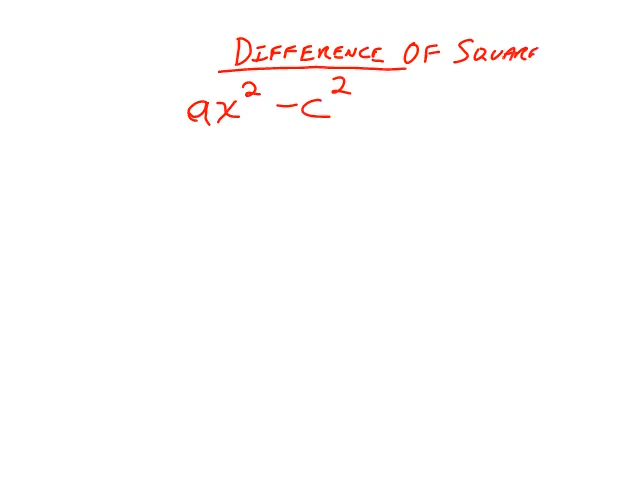 DIFFERENCE OF SQUARE
ax² - c²